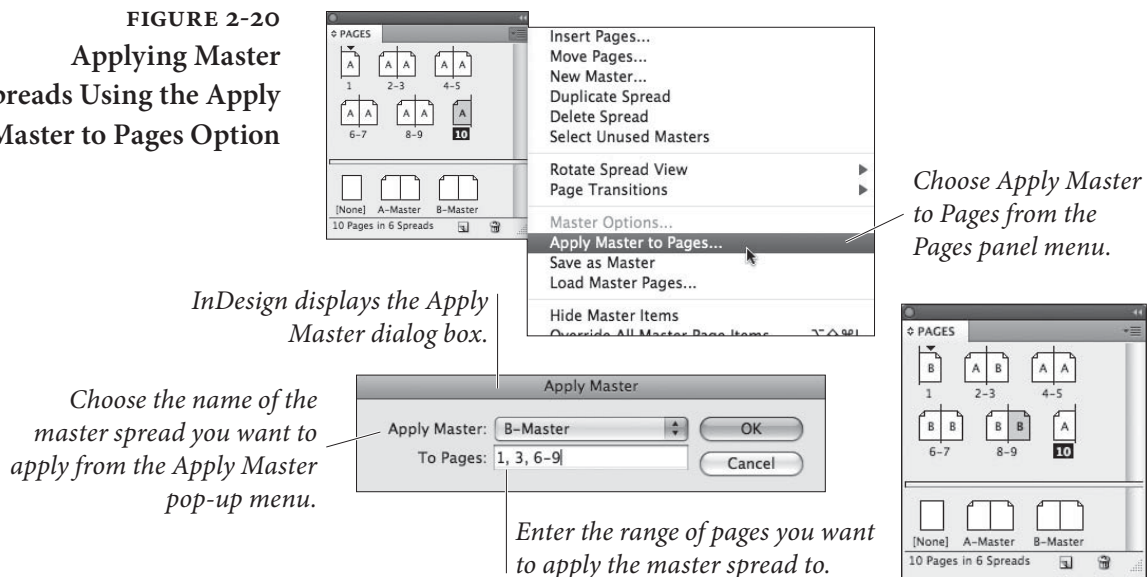 FIGURE 2-20
Applying Master
preads Using the Apply
Master to Pages Option
PAGES
A
A A
A A
1
2-3
4-5
A A
A A
A
6-7
8-9
10
[None]
A-Master
B-Master
10 Pages in 6 Spreads
Insert Pages...
Move Pages...
New Master...
Duplicate Spread
Delete Spread
Select Unused Masters
Rotate Spread View
Page Transitions
Master Options...
Apply Master to Pages...
Save as Master
Load Master Pages...
Hide Master Items
Override All Master Page Items
Choose Apply Master
to Pages from the
Pages panel menu.
InDesign displays the Apply
Master dialog box.
Choose the name of the
master spread you want to
apply from the Apply Master
pop-up menu.
Apply Master
Apply Master: B-Master
OK
To Pages: 1, 3, 6-9
Cancel
Enter the range of pages you want
to apply the master spread to.
PAGES
B
A B
A A
1
2-3
4-5
B B
B B
A
6-7
8-9
10
[None]
A-Master
B-Master
10 Pages in 6 Spreads